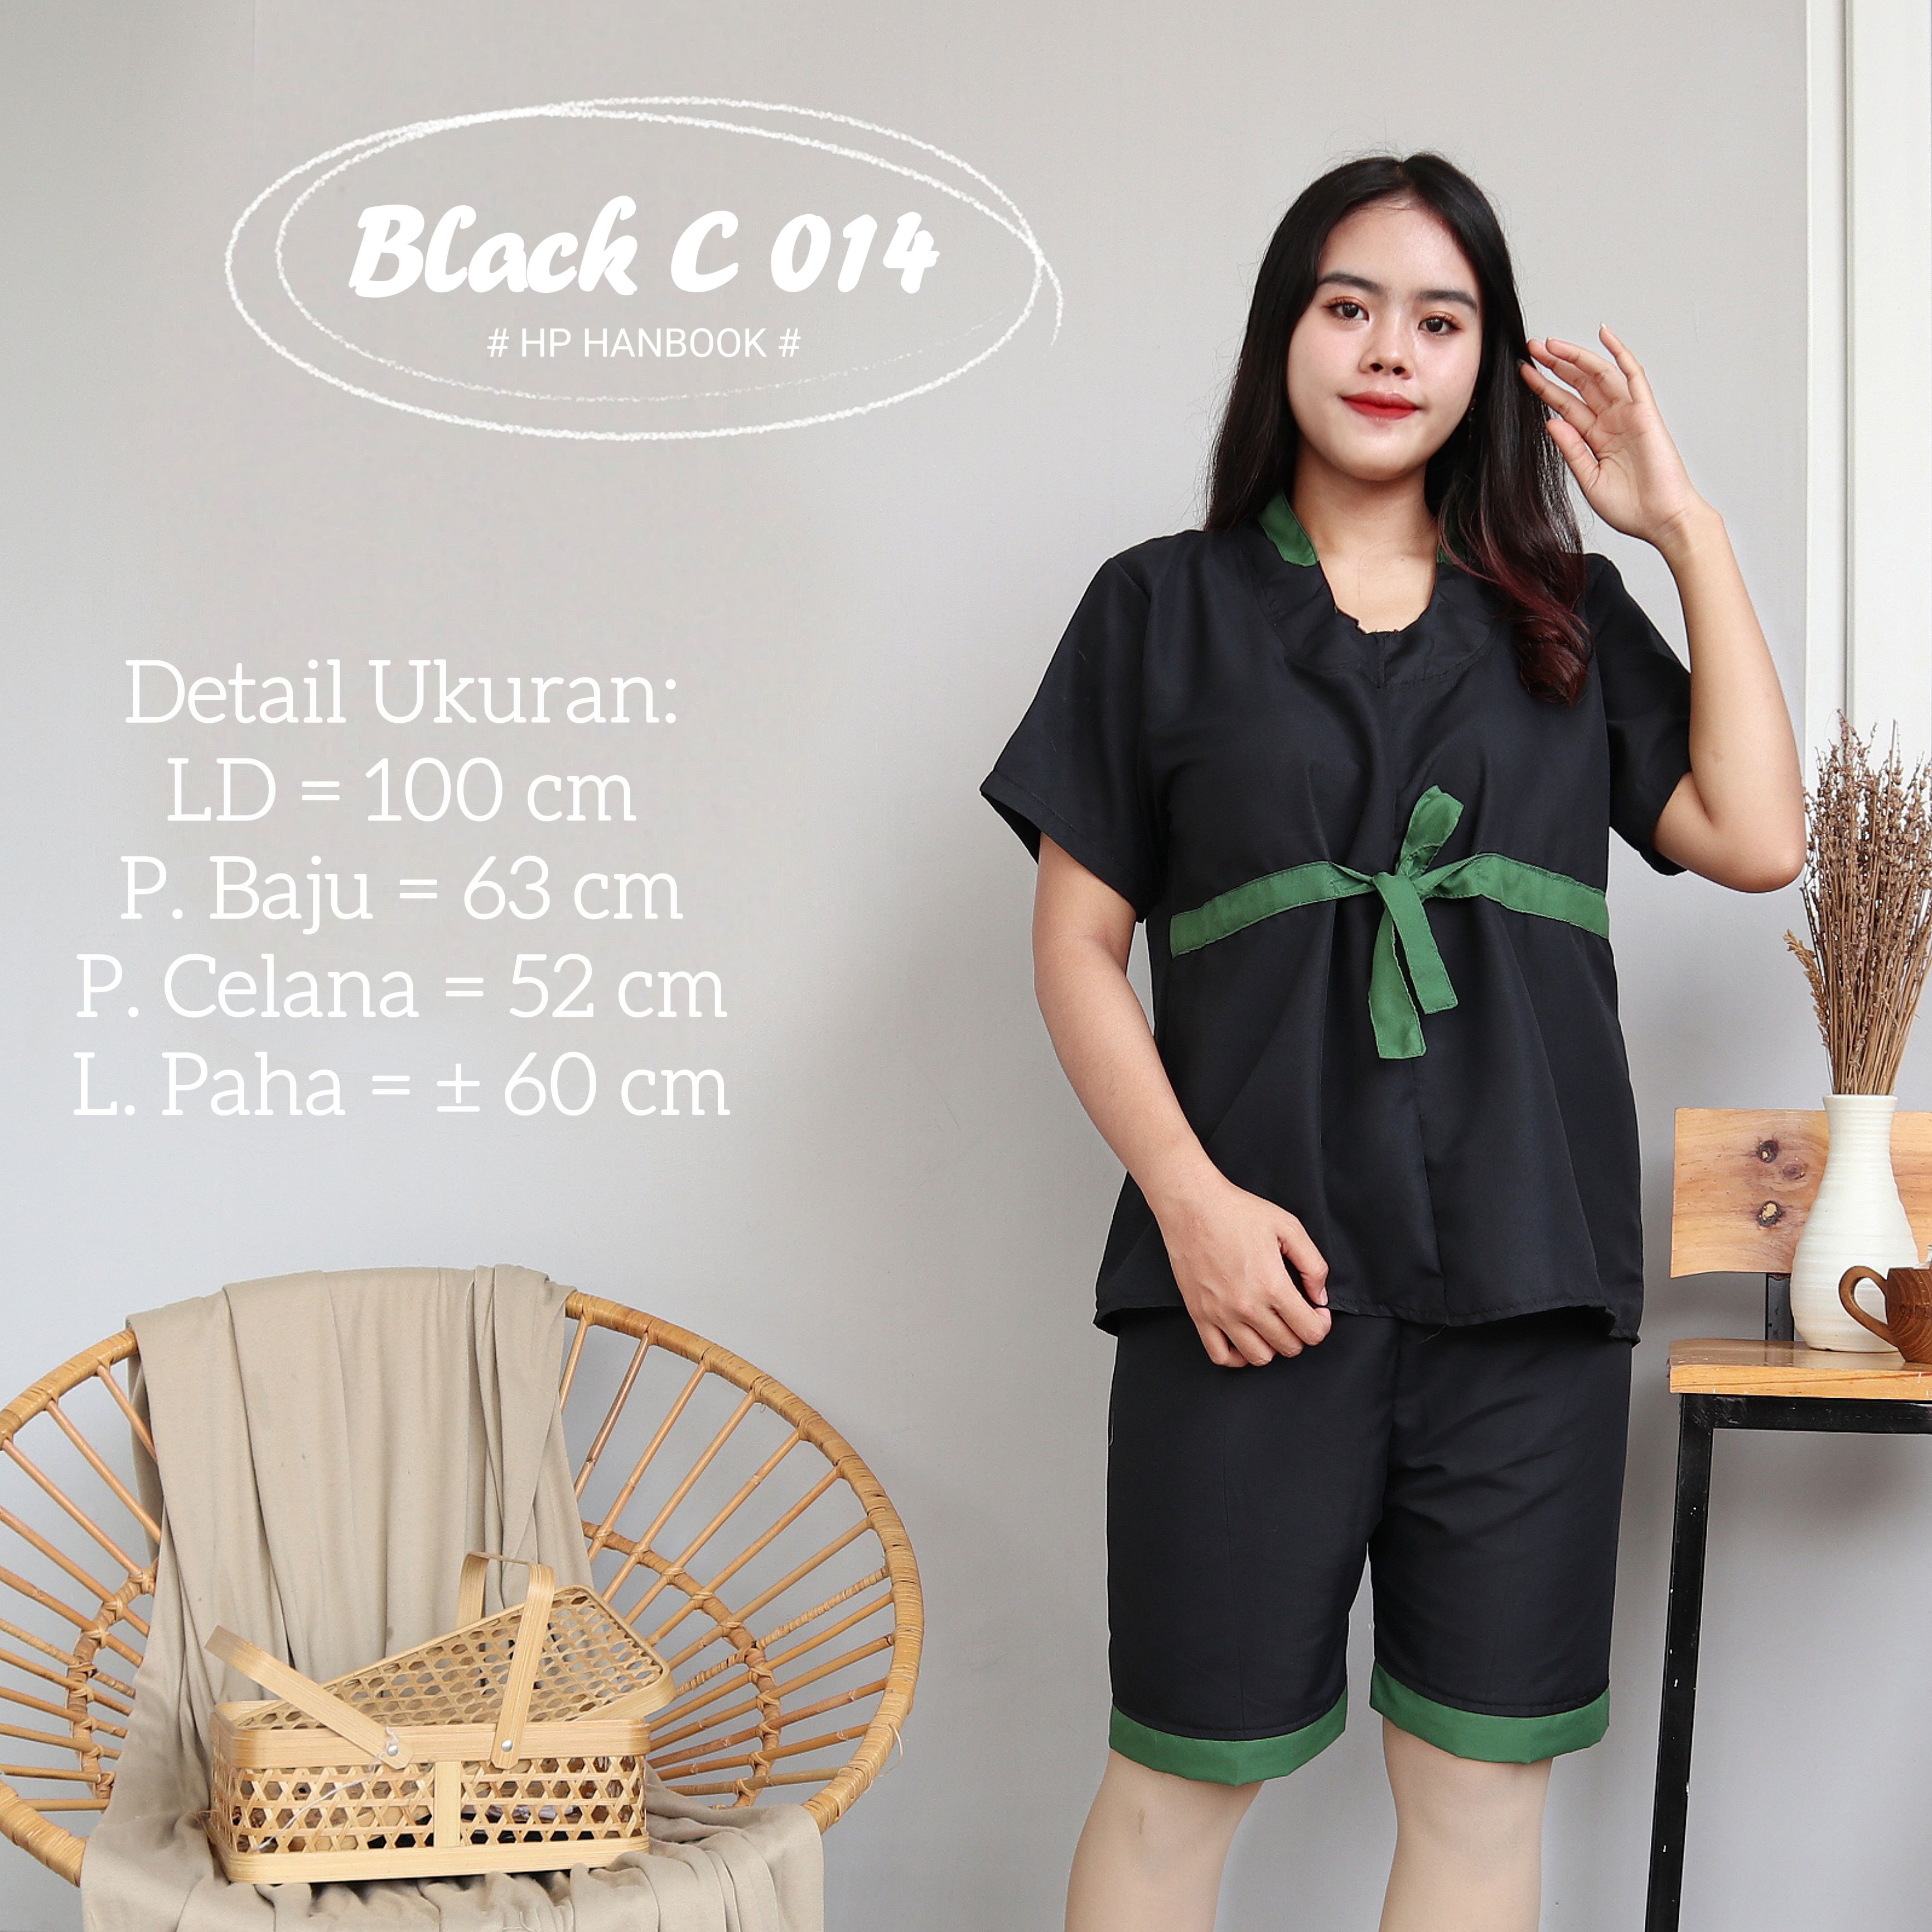 BLack C 014
# HP HANBOOK #
Detail Ukuran:
LD = 100 cm
P. Baju = 63 cm
P. Celana = 52 cm
L. Paha = ± 60 cm